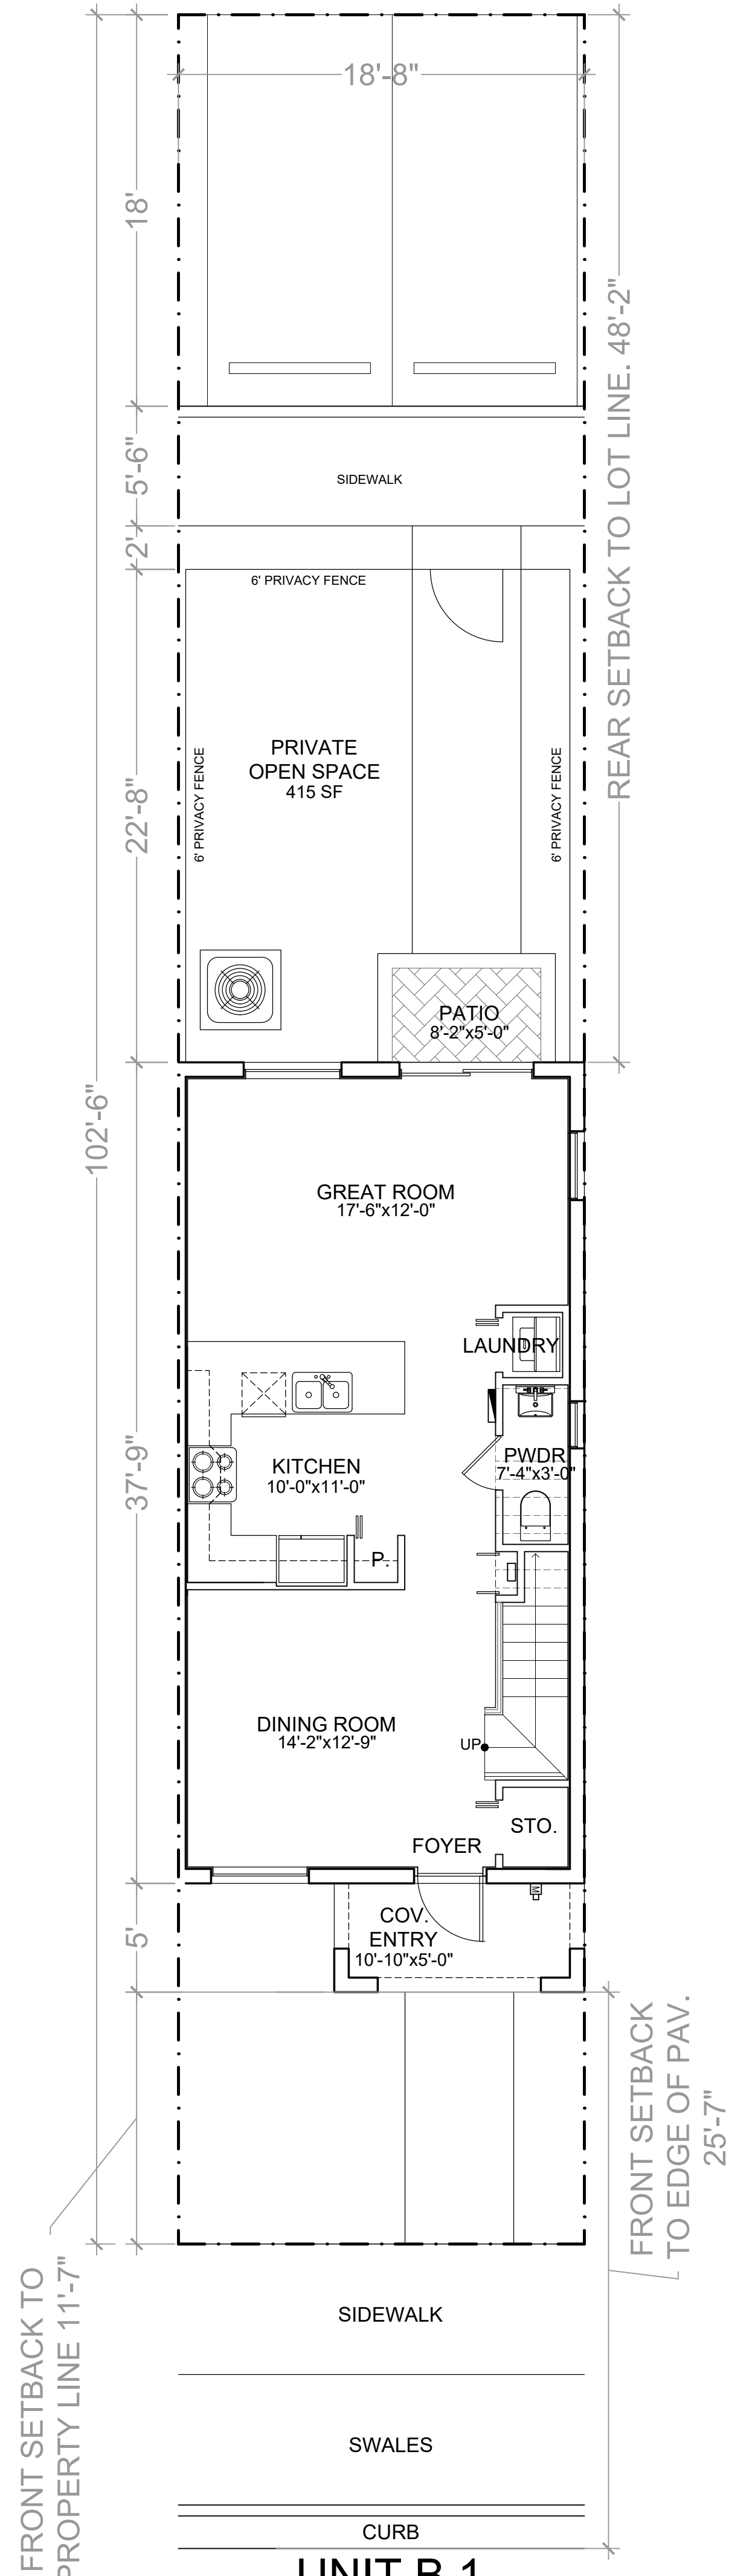 18'-8"
18'
REAR SETBACK TO LOT LINE. 48'-2"
5'-6"
SIDEWALK
2'
6' PRIVACY FENCE
PRIVATE
OPEN SPACE
415 SF
6' PRIVACY FENCE
6' PRIVACY FENCE
22'-8"
PATIO
8'-2"x5'-0"
102'-6"
GREAT ROOM
17'-6"x12'-0"
LAUNDRY
37'-9"
KITCHEN
10'-0"x11'-0"
PWDR
7'-4"x3'-0"
P.
DINING ROOM
14'-2"x12'-9"
UP
STO.
FOYER
M
5'
COV.
ENTRY
10'-10"x5'-0"
FRONT SETBACK
TO EDGE OF PAV.
25'-7"
FRONT SETBACK TO
PROPERTY LINE 11'-7"
SIDEWALK
SWALES
CURB
UNIT B.1